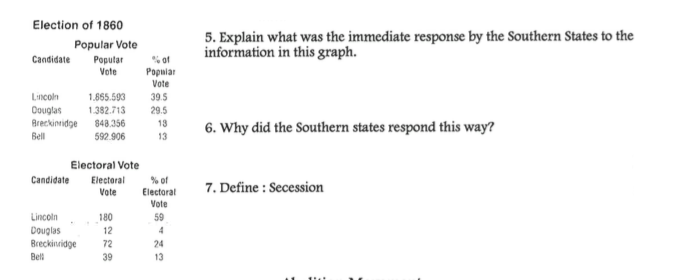 Election of 1860
Popular Vote
Candidate Popular % of
Vote Popular
Vote
Lincoln 1.865.593 39.5
Douglas 1.382.713 29.5
Breckinridge 848.356 18
Bell 592.906 13
Electoral Vote
Candidate Electoral % of
Vote Electoral
Vote
Lincoln 180 59
Douglas 12 4
Breckinridge 72 24
Bell 39 13
5. Explain what was the immediate response by the Southern States to the
information in this graph.
6. Why did the Southern states respond this way?
7. Define : Secession